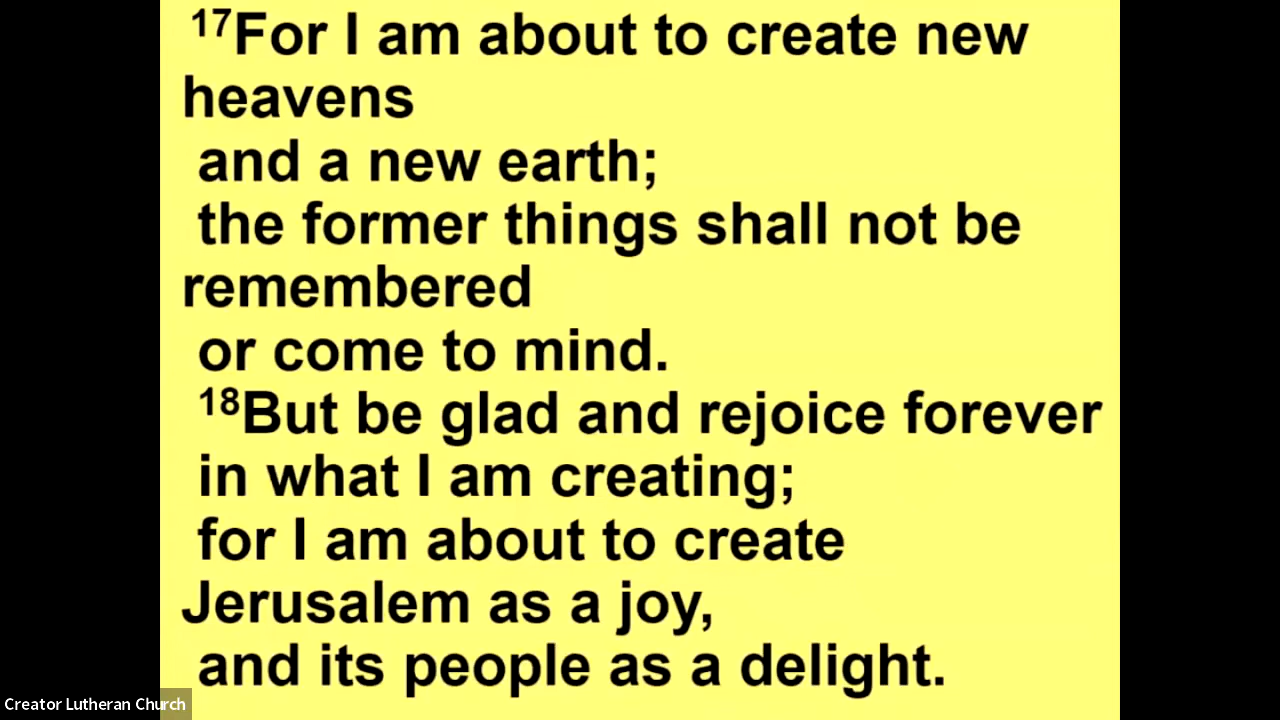 17For I am about to create new
heavens
and a new earth;
the former things shall not be
remembered
or come to mind.
18But be glad and rejoice forever
in what I am creating;
for I am about to create
Jerusalem as a joy,
and its people as a delight.
Creator Lutheran Church